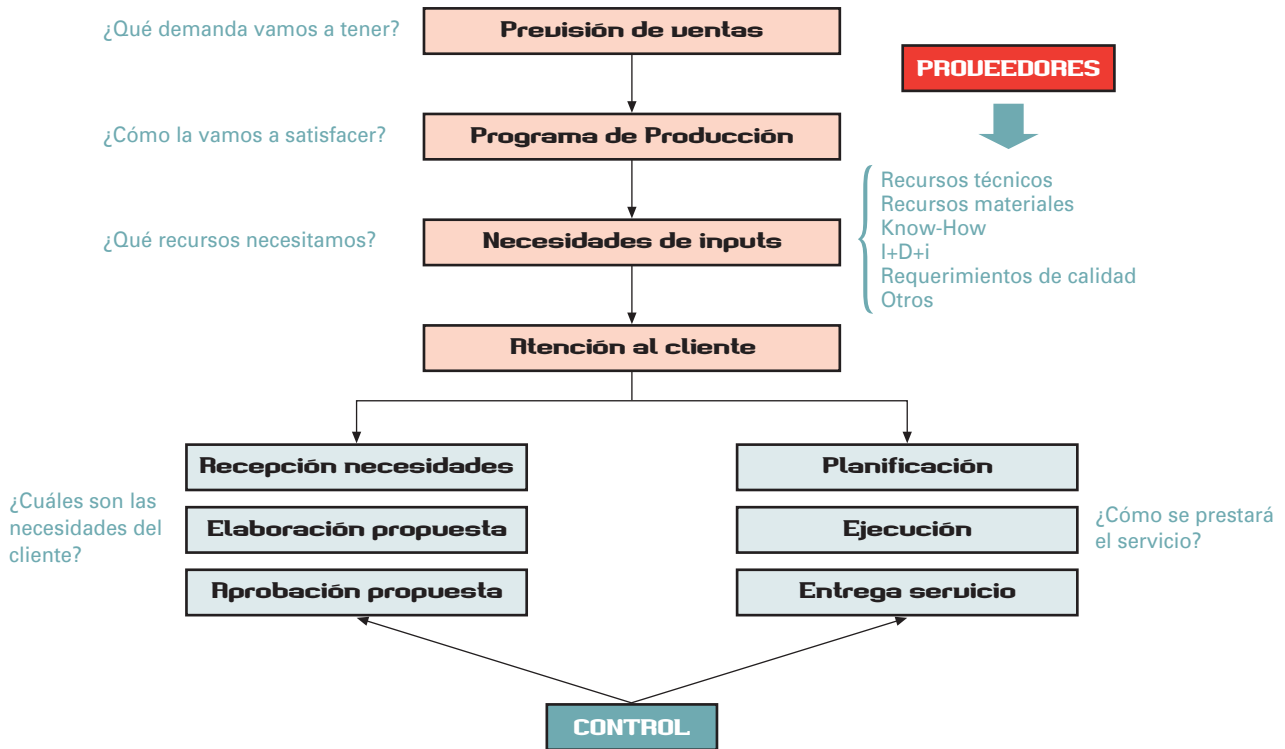 ¿Qué demanda vamos a tener?
Previsión de ventas
PROVEEDORES
¿Cómo la vamos a satisfacer?
Programa de Producción
¿Qué recursos necesitamos?
Necesidades de inputs
Recursos técnicos
Recursos materiales
Know-How
I+D+i
Requerimientos de calidad
Otros
Atención al cliente
¿Cuáles son las
necesidades del
cliente?
Recepción necesidades
Elaboración propuesta
Aprobación propuesta
Planificación
Ejecución
Entrega servicio
¿Cómo se prestará
el servicio?
CONTROL